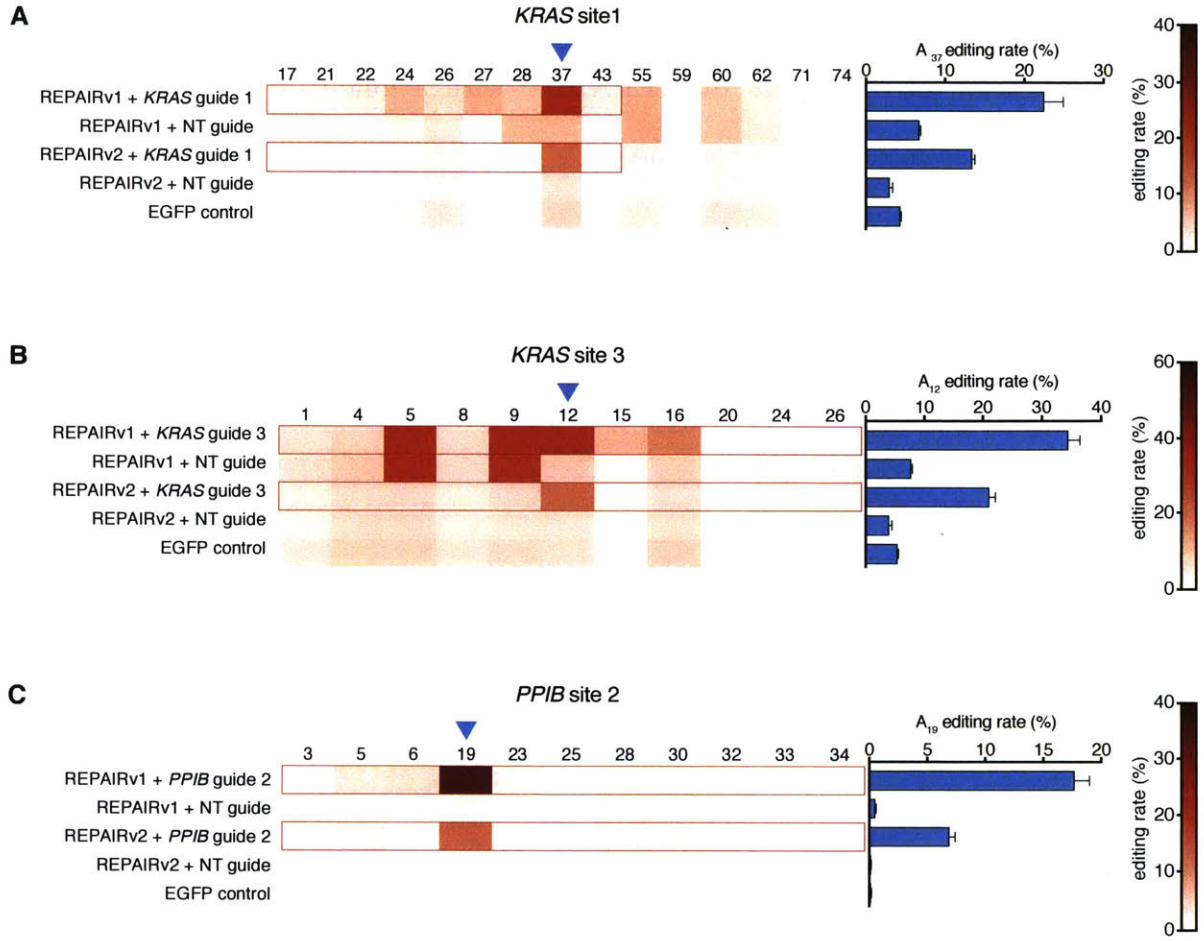 A
KRAS site1
17 21 22 24 26 27 28 37 43 55 59 60 62 71 74
REPAIRv1 + KRAS guide 1
REPAIRv1 + NT guide
REPAIRv2 + KRAS guide 1
REPAIRv2 + NT guide
EGFP control
A37 editing rate (%)
0 10 20 30
40
30
20
10
0
editing rate (%)
B
KRAS site 3
1 4 5 8 9 12 15 16 20 24 26
REPAIRv1 + KRAS guide 3
REPAIRv1 + NT guide
REPAIRv2 + KRAS guide 3
REPAIRv2 + NT guide
EGFP control
A12 editing rate (%)
0 10 20 30 40
60
40
20
0
editing rate (%)
C
PPIB site 2
3 5 6 19 23 25 28 30 32 33 34
REPAIRv1 + PPIB guide 2
REPAIRv1 + NT guide
REPAIRv2 + PPIB guide 2
REPAIRv2 + NT guide
EGFP control
A19 editing rate (%)
0 5 10 15 20
40
30
20
10
0
editing rate (%)